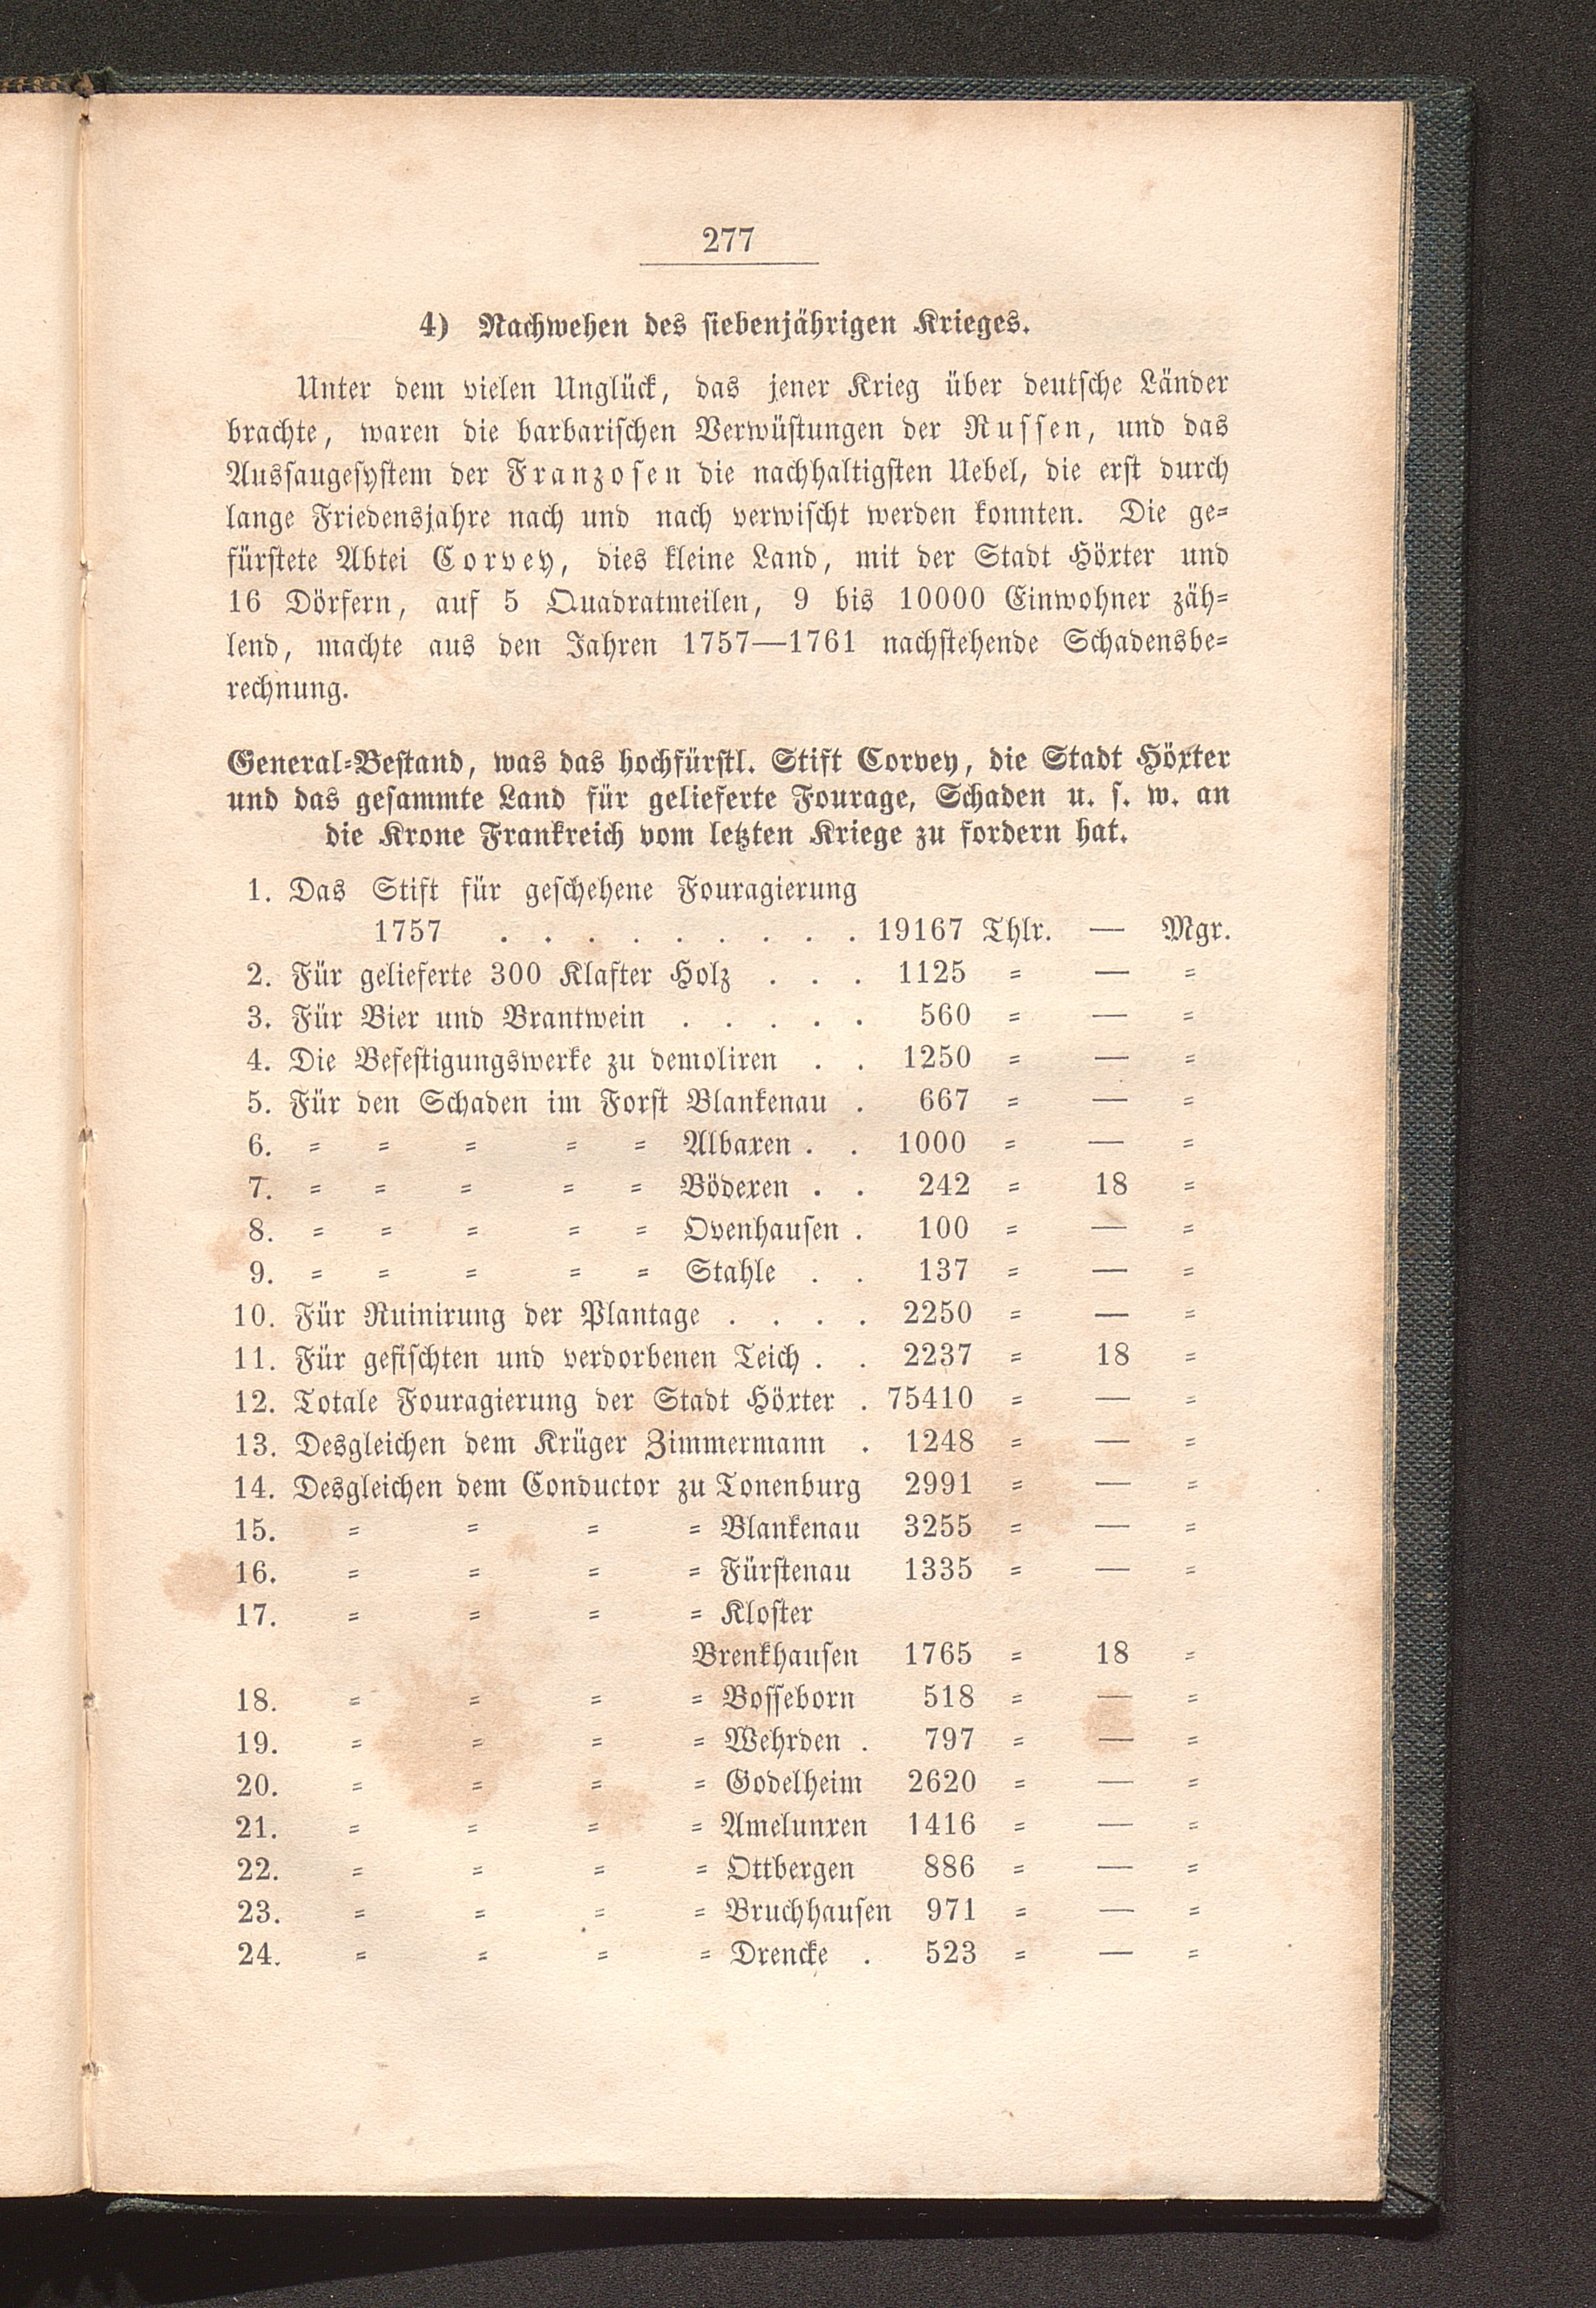 277
4) Nachwehen des siebenjährigen Krieges.
Unter dem vielen Unglück, das jener Krieg über deutsche Länder
brachte, waren die barbarischen Verwüstungen der Russen, und das
Aussaugesystem der Franzosen die nachhaltigsten Uebel, die erst durch
lange Friedensjahre nach und nach verwischt werden konnten. Die ge=
fürstete Abtei Corvey, dies kleine Land, mit der Stadt Höxter und
16 Dörfern, auf 5 Quadratmeilen, 9 bis 10000 Einwohner zäh=
lend, machte aus den Jahren 1757—1761 nachstehende Schadensbe=
rechnung.
General=Bestand, was das hochfürstl. Stift Corvey, die Stadt Höxter
und das gesammte Land für gelieferte Fourage, Schaden u. s. w. an
die Krone Frankreich vom letzten Kriege zu fordern hat.
1. Das Stift für geschehene Fouragierung
1757 . . . . . . . . . 19167 Thlr. — Mgr.
2. Für gelieferte 300 Klafter Holz . . . 1125 = — =
3. Für Bier und Brantwein . . . . . 560 = — =
4. Die Befestigungswerke zu demoliren . . 1250 = — =
5. Für den Schaden im Forst Blankenau . 667 = — =
6. = = = = = Albaxen . . 1000 = — =
7. = = = = = Bödexen . . 242 = 18 =
8. = = = = = Ovenhausen . 100 = — =
9. = = = = = Stahle . . 137 = — =
10. Für Ruinirung der Plantage . . . . 2250 = — =
11. Für gefischten und verdorbenen Teich . . 2237 = 18 =
12. Totale Fouragierung der Stadt Höxter . 75410 = — =
13. Desgleichen dem Krüger Zimmermann . 1248 = — =
14. Desgleichen dem Conductor zu Tonenburg 2991 = — =
15. = = = = Blankenau 3255 = — =
16. = = = = Fürstenau 1335 = — =
17. = = = = Kloster
Brenkhausen 1765 = 18 =
18. = = = = Bosseborn 518 = — =
19. = = = = Wehrden . 797 = — =
20. = = = = Godelheim 2620 = — =
21. = = = = Amelunxen 1416 = — =
22. = = = = Ottbergen 886 = — =
23. = = = = Bruchhausen 971 = — =
24. = = = = Drencke . 523 = — =